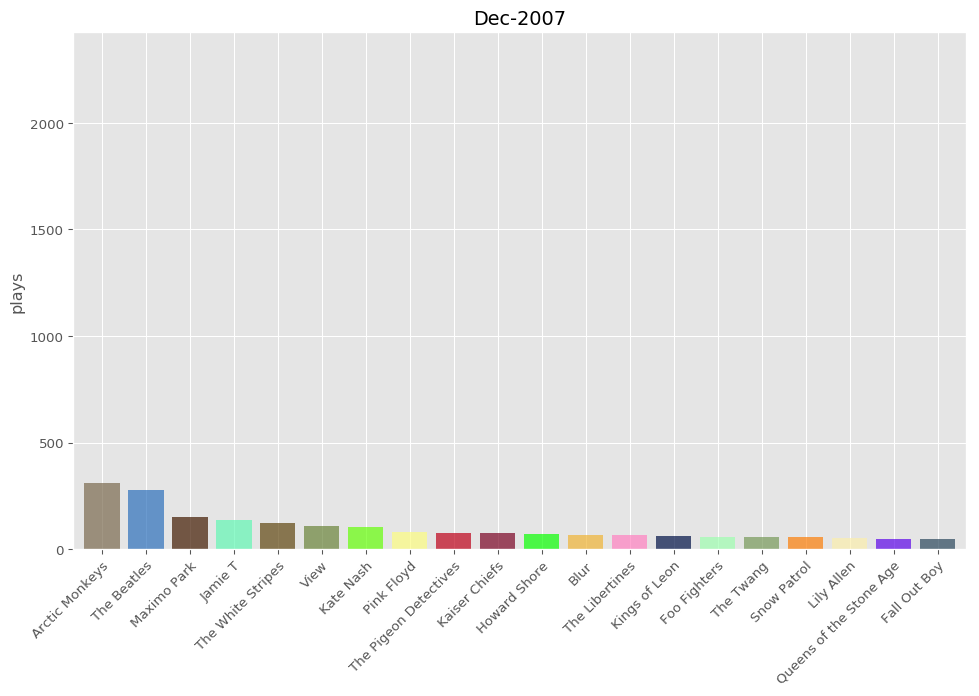 Dec-2007
plays
2000
1500
1000
500
0
Arctic Monkeys
The Beatles
Maximo Park
Jamie T
The White Stripes
View
Kate Nash
Pink Floyd
The Pigeon Detectives
Kaiser Chiefs
Howard Shore
Blur
The Libertines
Kings of Leon
Foo Fighters
The Twang
Snow Patrol
Lily Allen
Queens of the Stone Age
Fall Out Boy